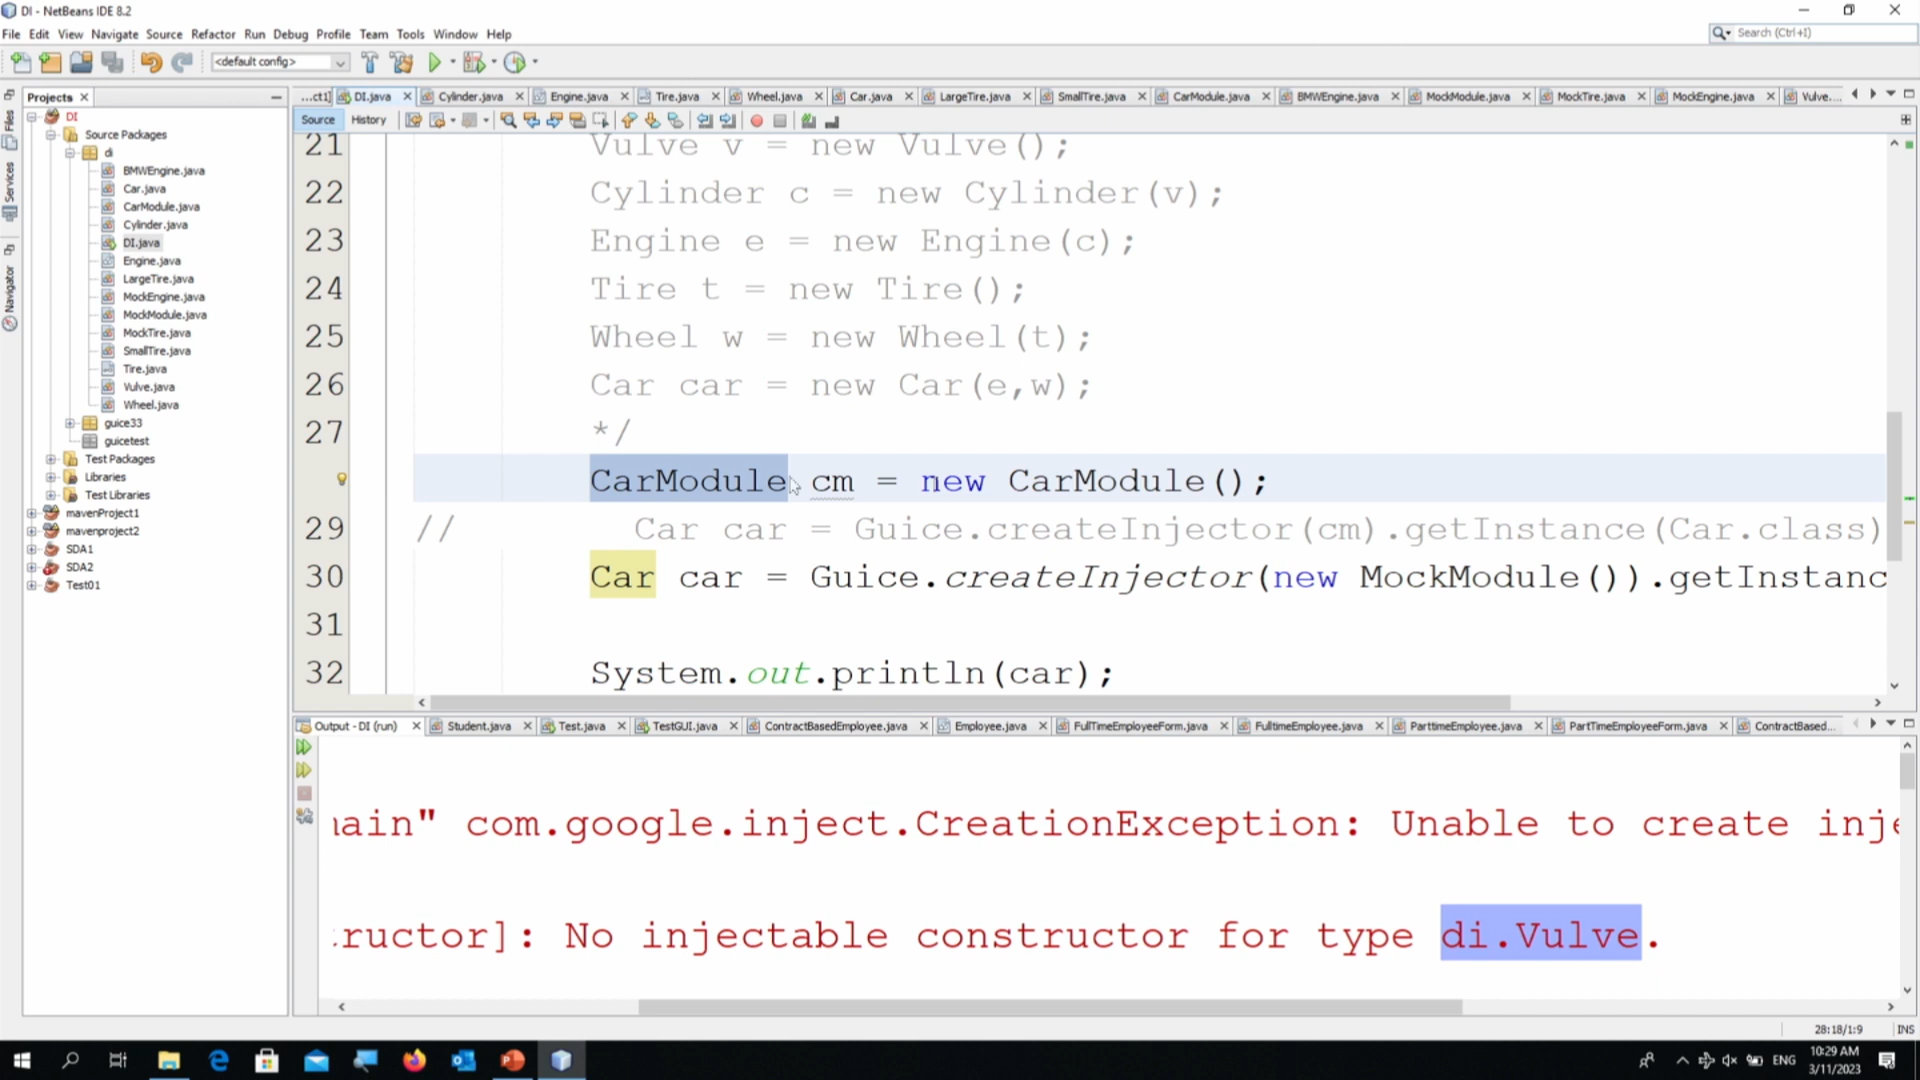 DI - NetBeans IDE 8.2
File Edit View Navigate Source Refactor Run Debug Profile Team Tools Window Help
Search (Ctrl+I)
<default config>
Projects
...ct1] DI.java Cylinder.java Engine.java Tire.java Wheel.java Car.java LargeTire.java SmallTire.java CarModule.java BMWEngine.java MockModule.java MockTire.java MockEngine.java Vulve....
Source History
Files
Services
Navigator
DI
Source Packages
di
BMWEngine.java
Car.java
CarModule.java
Cylinder.java
DI.java
Engine.java
LargeTire.java
MockEngine.java
MockModule.java
MockTire.java
SmallTire.java
Tire.java
Vulve.java
Wheel.java
guice33
guicetest
Test Packages
Libraries
Test Libraries
mavenProject1
mavenproject2
SDA1
SDA2
Test01
21 Vulve v = new Vulve();
22 Cylinder c = new Cylinder(v);
23 Engine e = new Engine(c);
24 Tire t = new Tire();
25 Wheel w = new Wheel(t);
26 Car car = new Car(e,w);
27 */
CarModule cm = new CarModule();
29 // Car car = Guice.createInjector(cm).getInstance(Car.class)
30 Car car = Guice.createInjector(new MockModule()).getInstanc
31
32 System.out.println(car);
Output - DI (run) Student.java Test.java TestGUI.java ContractBasedEmployee.java Employee.java FullTimeEmployeeForm.java FulltimeEmployee.java ParttimeEmployee.java PartTimeEmployeeForm.java ContractBased...
ain" com.google.inject.CreationException: Unable to create inje
ructor]: No injectable constructor for type di.Vulve.
28:18/1:9 INS
ENG
10:29 AM
3/11/2023